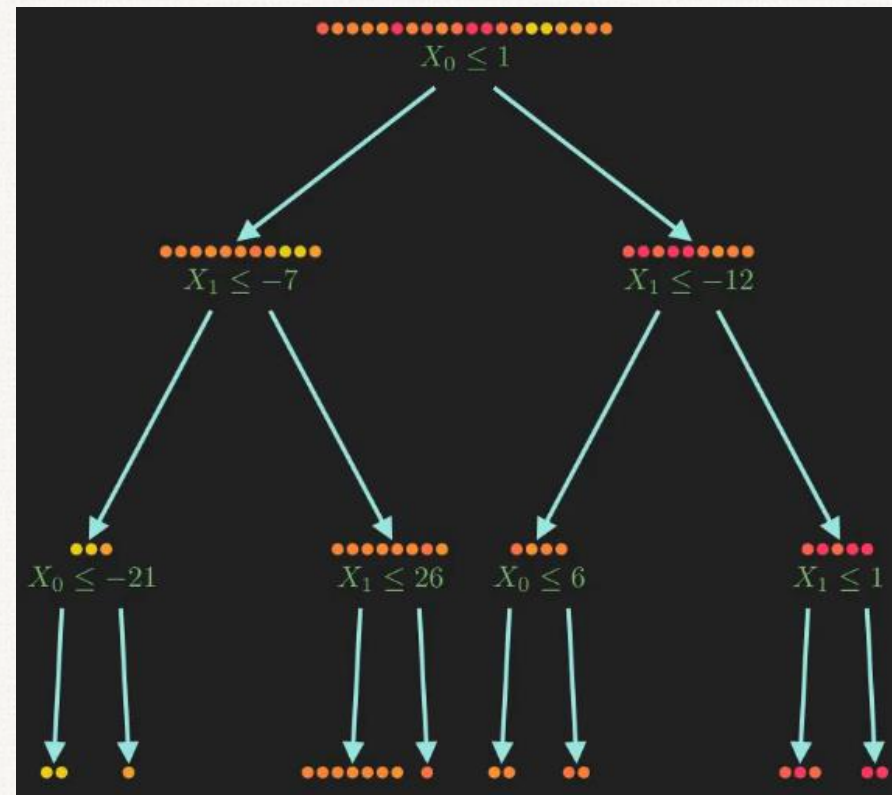 X₀ ≤ 1
X₁ ≤ −7
X₁ ≤ −12
X₀ ≤ −21
X₁ ≤ 26
X₀ ≤ 6
X₁ ≤ 1